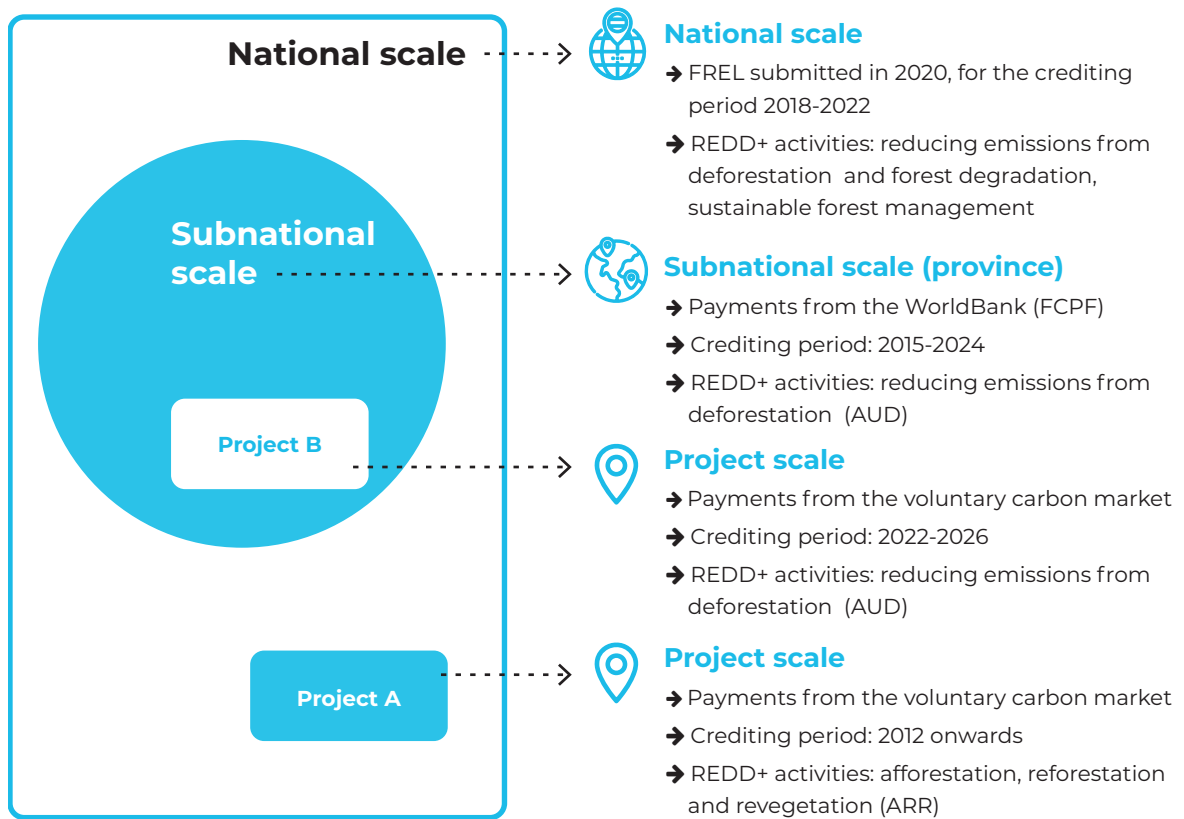 National scale
Subnational
scale
Project B
Project A
National scale
➔ FREL submitted in 2020, for the crediting
period 2018-2022
➔ REDD+ activities: reducing emissions from
deforestation and forest degradation,
sustainable forest management
Subnational scale (province)
➔ Payments from the WorldBank (FCPF)
➔ Crediting period: 2015-2024
➔ REDD+ activities: reducing emissions from
deforestation (AUD)
Project scale
➔ Payments from the voluntary carbon market
➔ Crediting period: 2022-2026
➔ REDD+ activities: reducing emissions from
deforestation (AUD)
Project scale
➔ Payments from the voluntary carbon market
➔ Crediting period: 2012 onwards
➔ REDD+ activities: afforestation, reforestation
and revegetation (ARR)